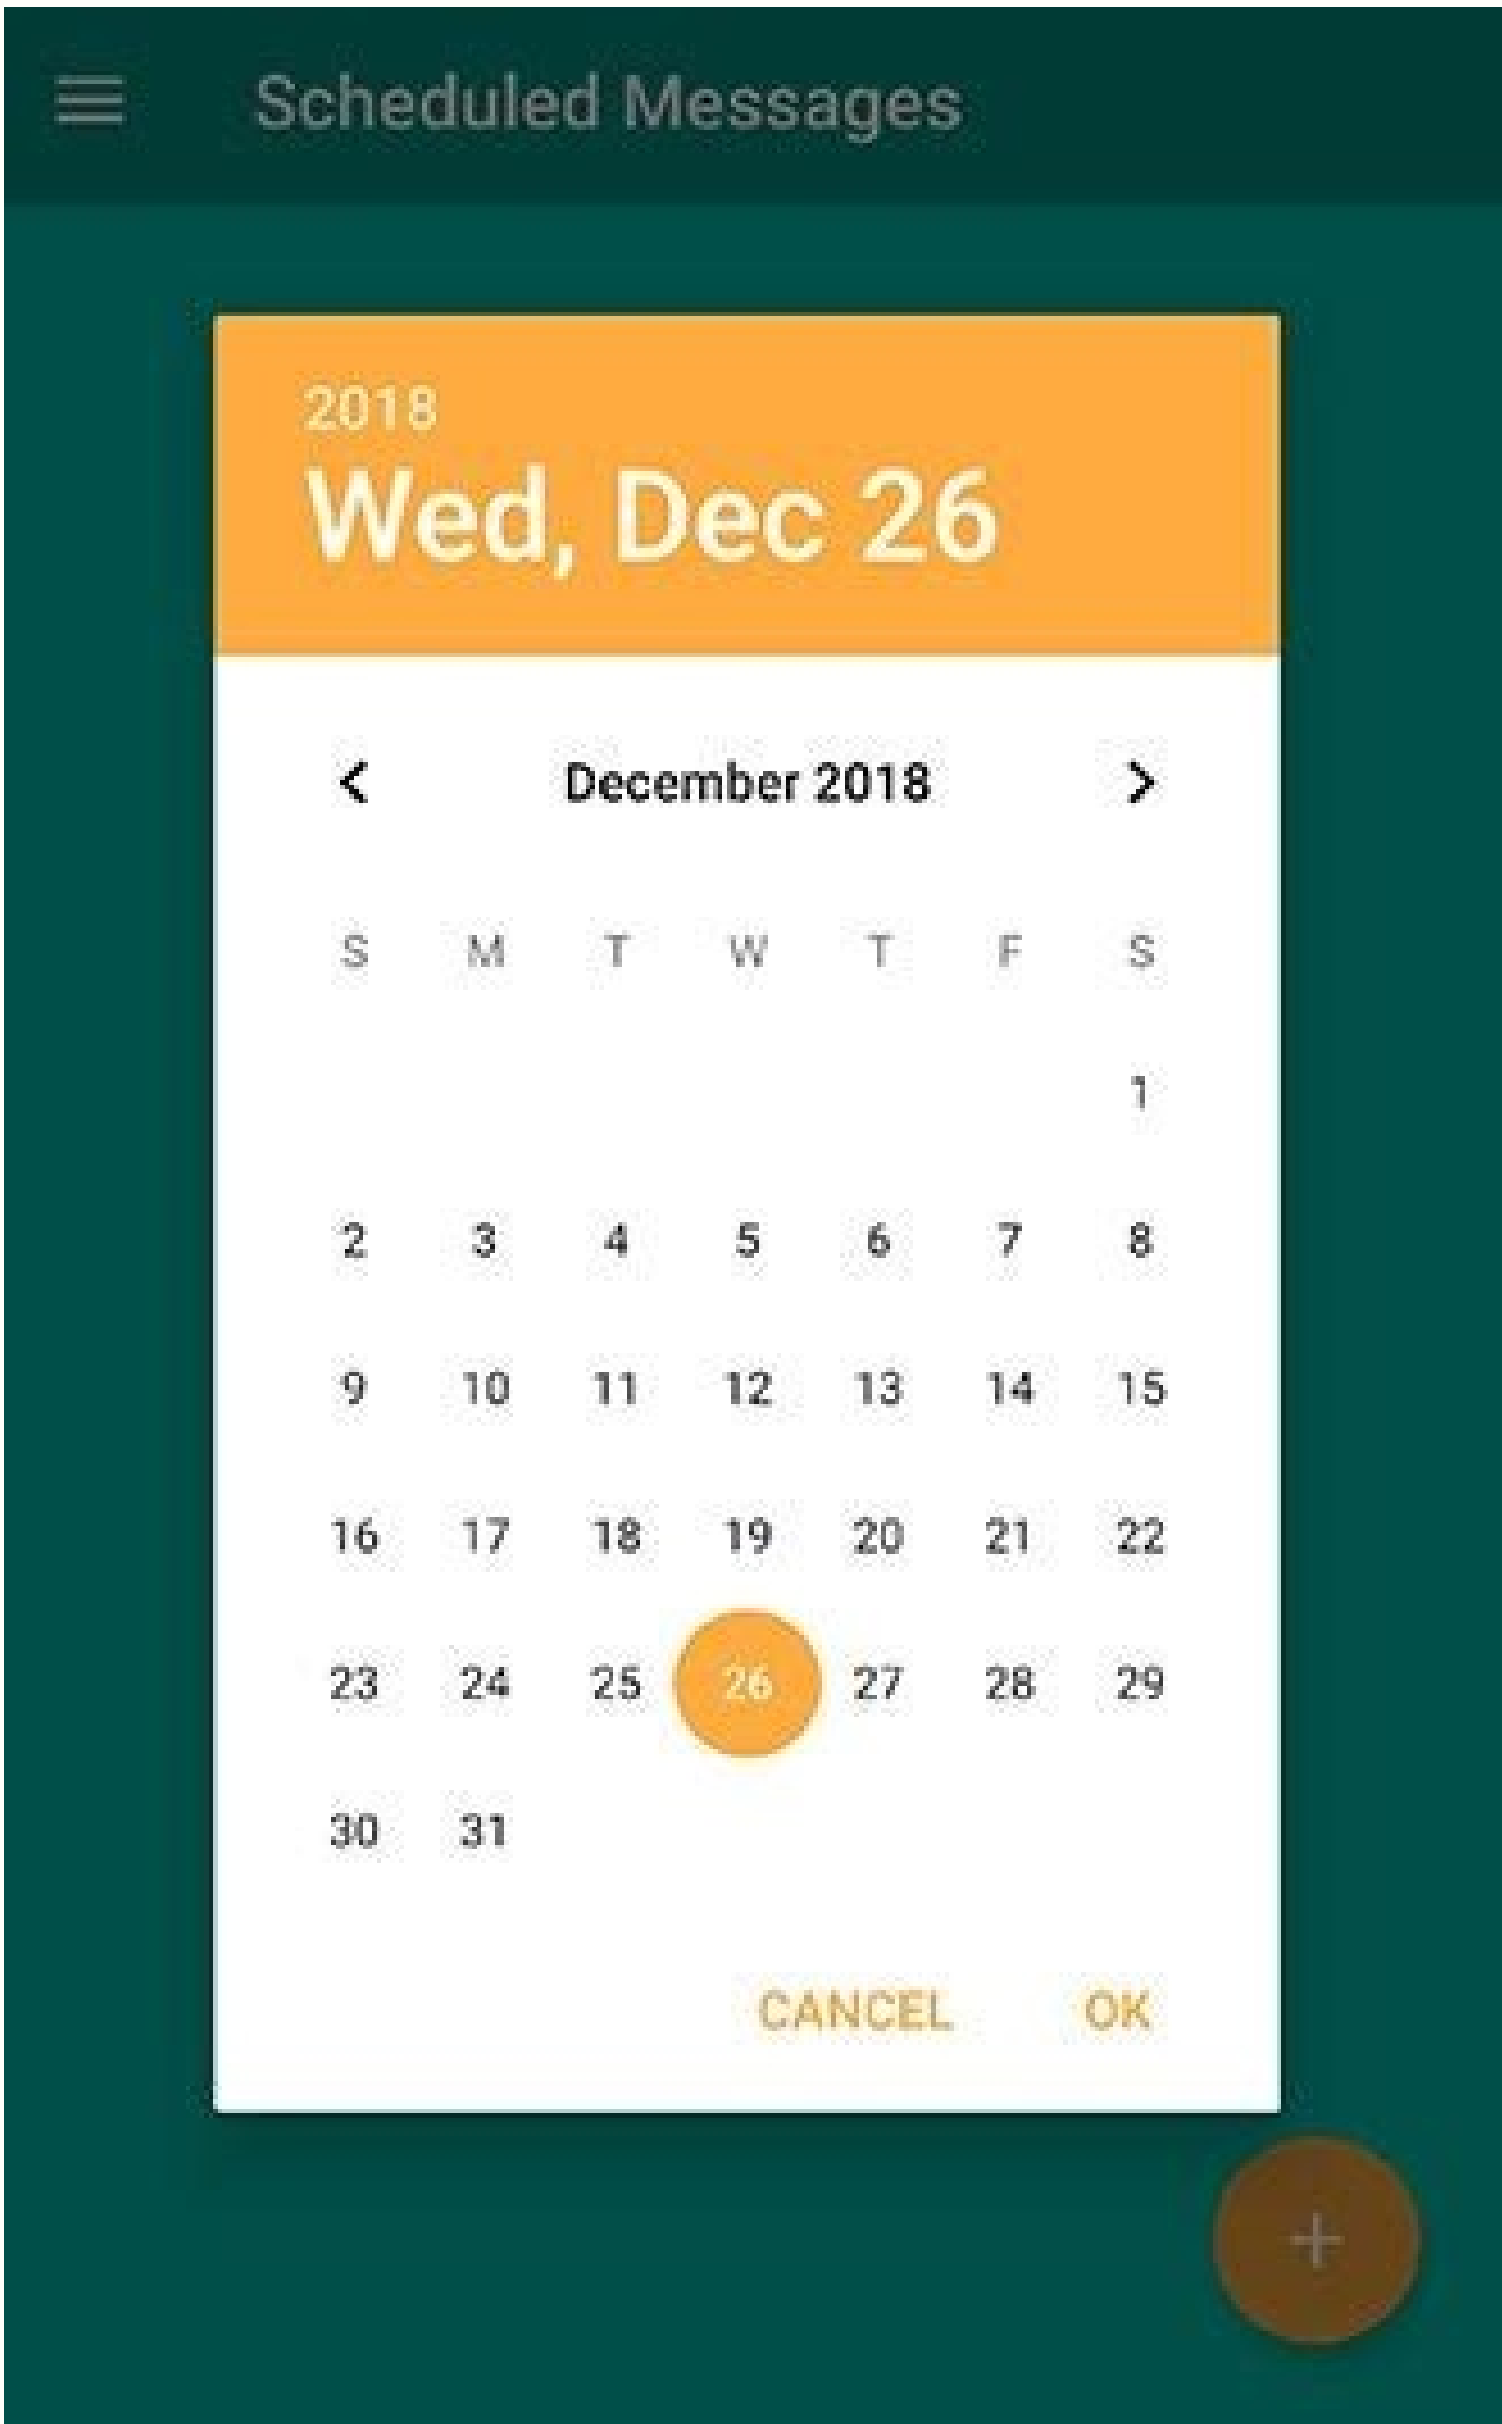 Scheduled Messages
2018
Wed, Dec 26
December 2018
S M T W T F S
1
2 3 4 5 6 7 8
9 10 11 12 13 14 15
16 17 18 19 20 21 22
23 24 25 26 27 28 29
30 31
CANCEL OK
+